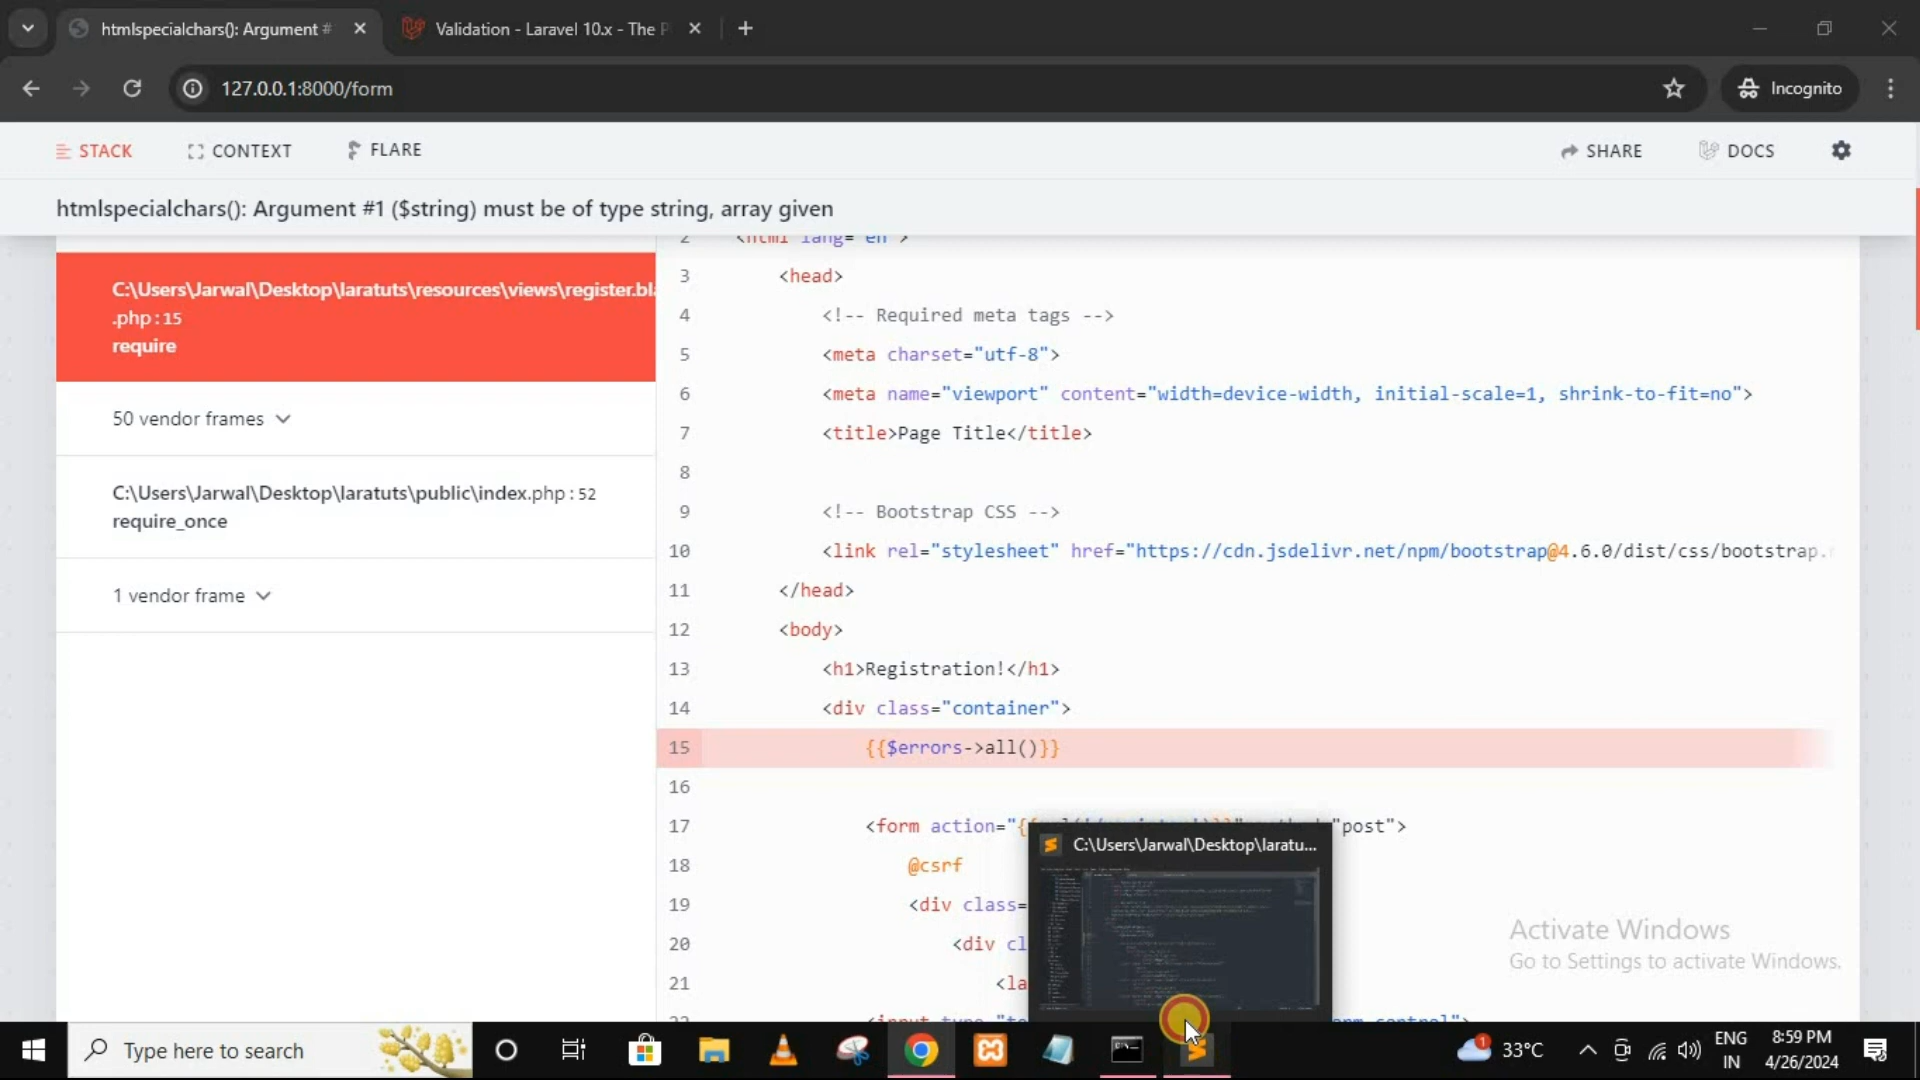 htmlspecialchars(): Argument #
Validation - Laravel 10.x - The P
127.0.0.1:8000/form
Incognito
STACK
CONTEXT
FLARE
SHARE
DOCS
htmlspecialchars(): Argument #1 ($string) must be of type string, array given
C:\Users\Jarwal\Desktop\laratuts\resources\views\register.bla
.php : 15
require
50 vendor frames
C:\Users\Jarwal\Desktop\laratuts\public\index.php : 52
require_once
1 vendor frame
2 <html lang="en">
3 <head>
4 <!-- Required meta tags -->
5 <meta charset="utf-8">
6 <meta name="viewport" content="width=device-width, initial-scale=1, shrink-to-fit=no">
7 <title>Page Title</title>
8
9 <!-- Bootstrap CSS -->
10 <link rel="stylesheet" href="https://cdn.jsdelivr.net/npm/bootstrap@4.6.0/dist/css/bootstrap.
11 </head>
12 <body>
13 <h1>Registration!</h1>
14 <div class="container">
15 {{$errors->all()}}
16
17 <form action="{ "post">
18 @csrf
19 <div class=
20 <div cl
21 <la
C:\Users\Jarwal\Desktop\laratu...
Activate Windows
Go to Settings to activate Windows.
Type here to search
1
33°C
ENG
IN
8:59 PM
4/26/2024